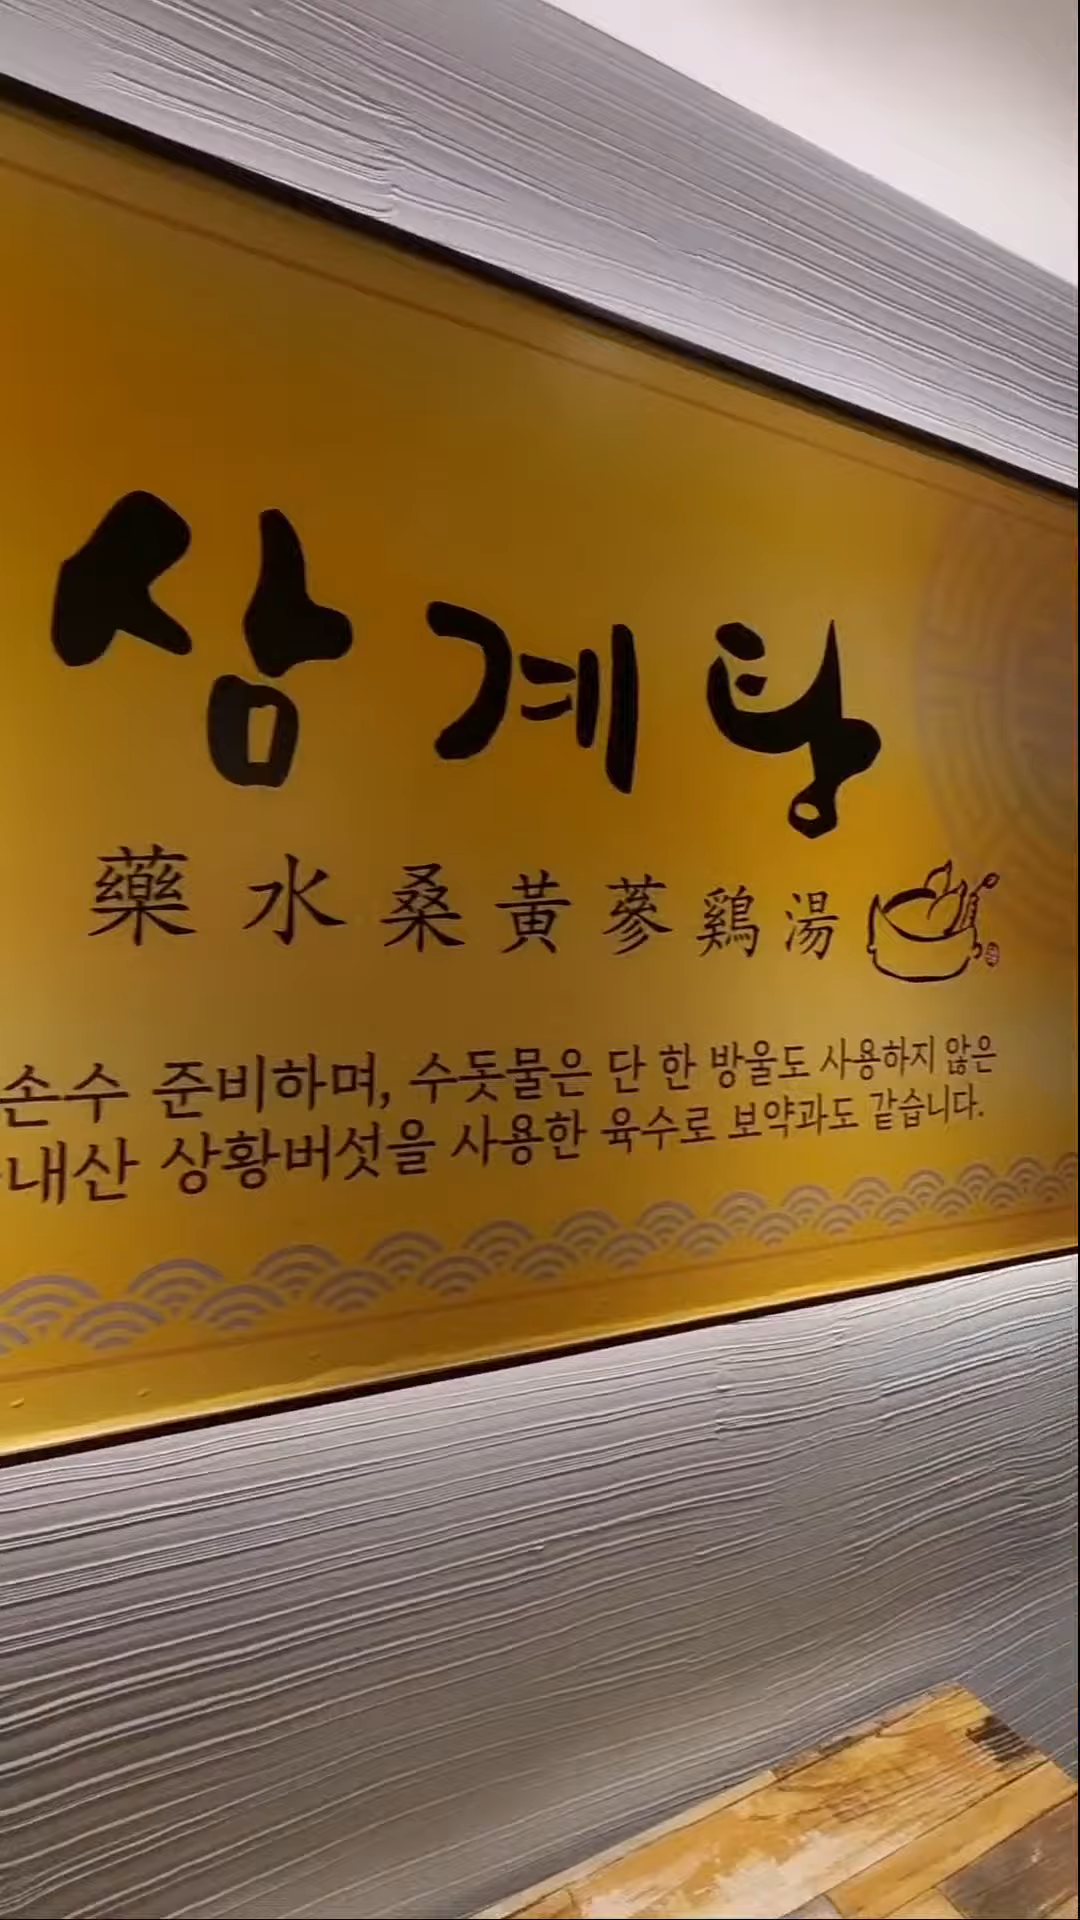 삼계탕
藥水桑黃蔘鷄湯
손수 준비하며, 수돗물은 단 한 방울도 사용하지 않은
내산 상황버섯을 사용한 육수로 보약과도 같습니다.